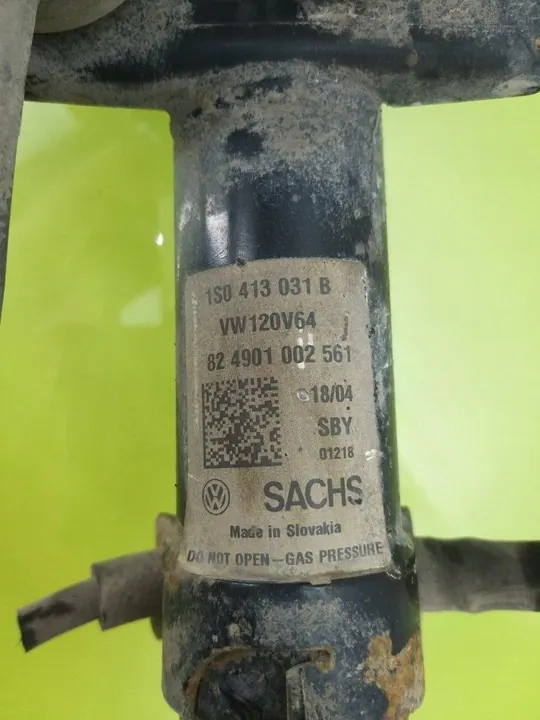 1S0 413 031 B
VW120V64
82 4901 002 561
18/04
SBY
01218
VW SACHS
Made in Slovakia
DO NOT OPEN-GAS PRESSURE